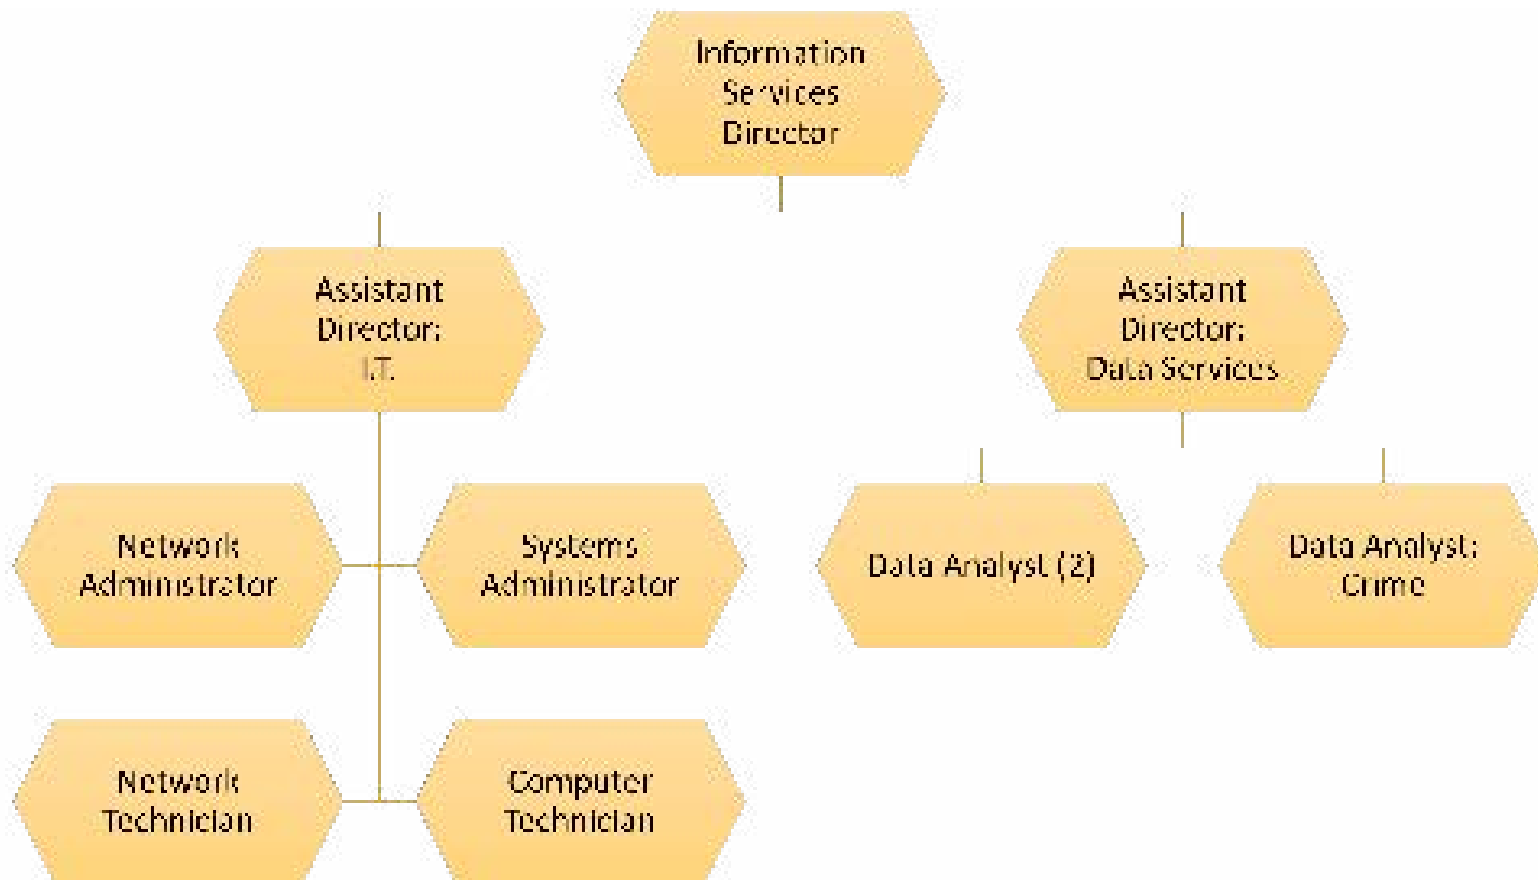 Information
Services
Director
Assistant
Director:
I.T.
Assistant
Director:
Data Services
Network
Administrator
Systems
Administrator
Data Analyst (2)
Data Analyst:
Crime
Network
Technician
Computer
Technician